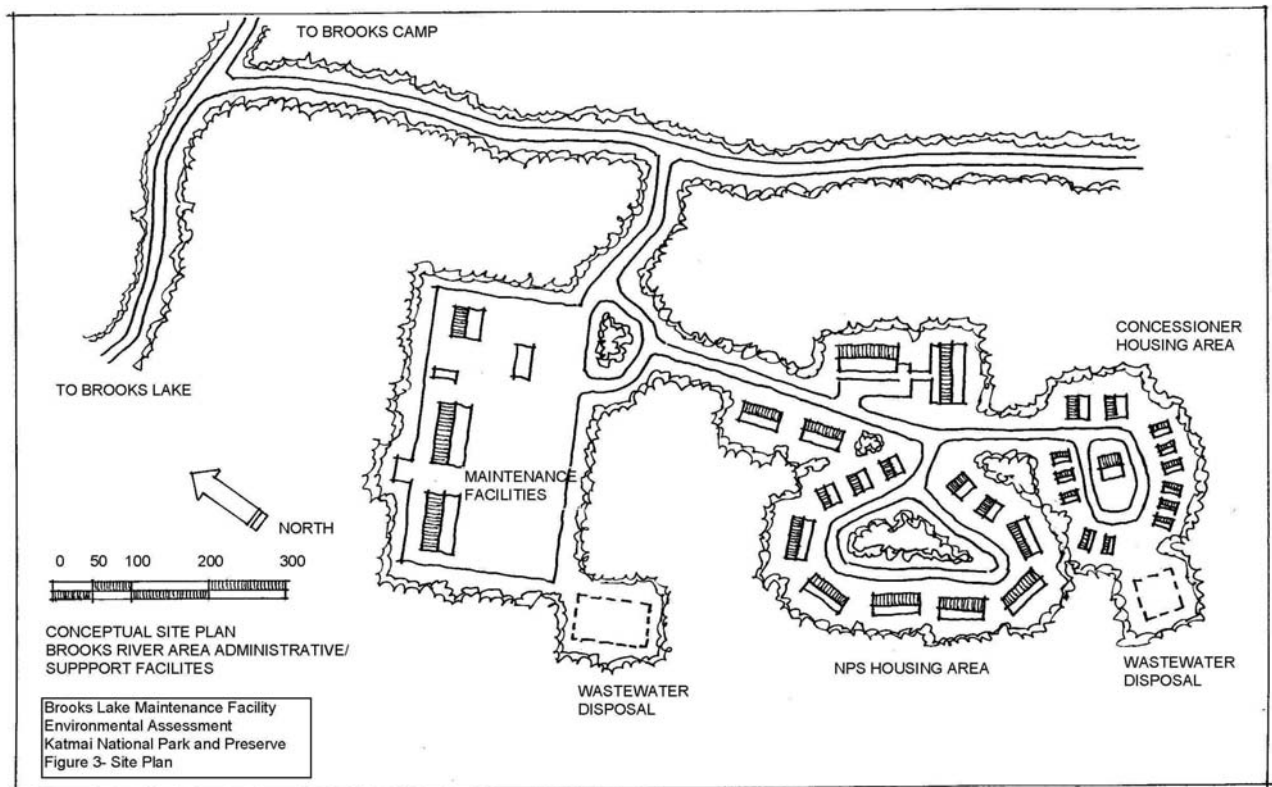 TO BROOKS CAMP
CONCESSIONER
HOUSING AREA
TO BROOKS LAKE
MAINTENANCE
FACILITIES
NORTH
0 50 100 200 300
CONCEPTUAL SITE PLAN
BROOKS RIVER AREA ADMINISTRATIVE/
SUPPPORT FACILITES
NPS HOUSING AREA
WASTEWATER
DISPOSAL
WASTEWATER
DISPOSAL
Brooks Lake Maintenance Facility
Environmental Assessment
Katmai National Park and Preserve
Figure 3- Site Plan